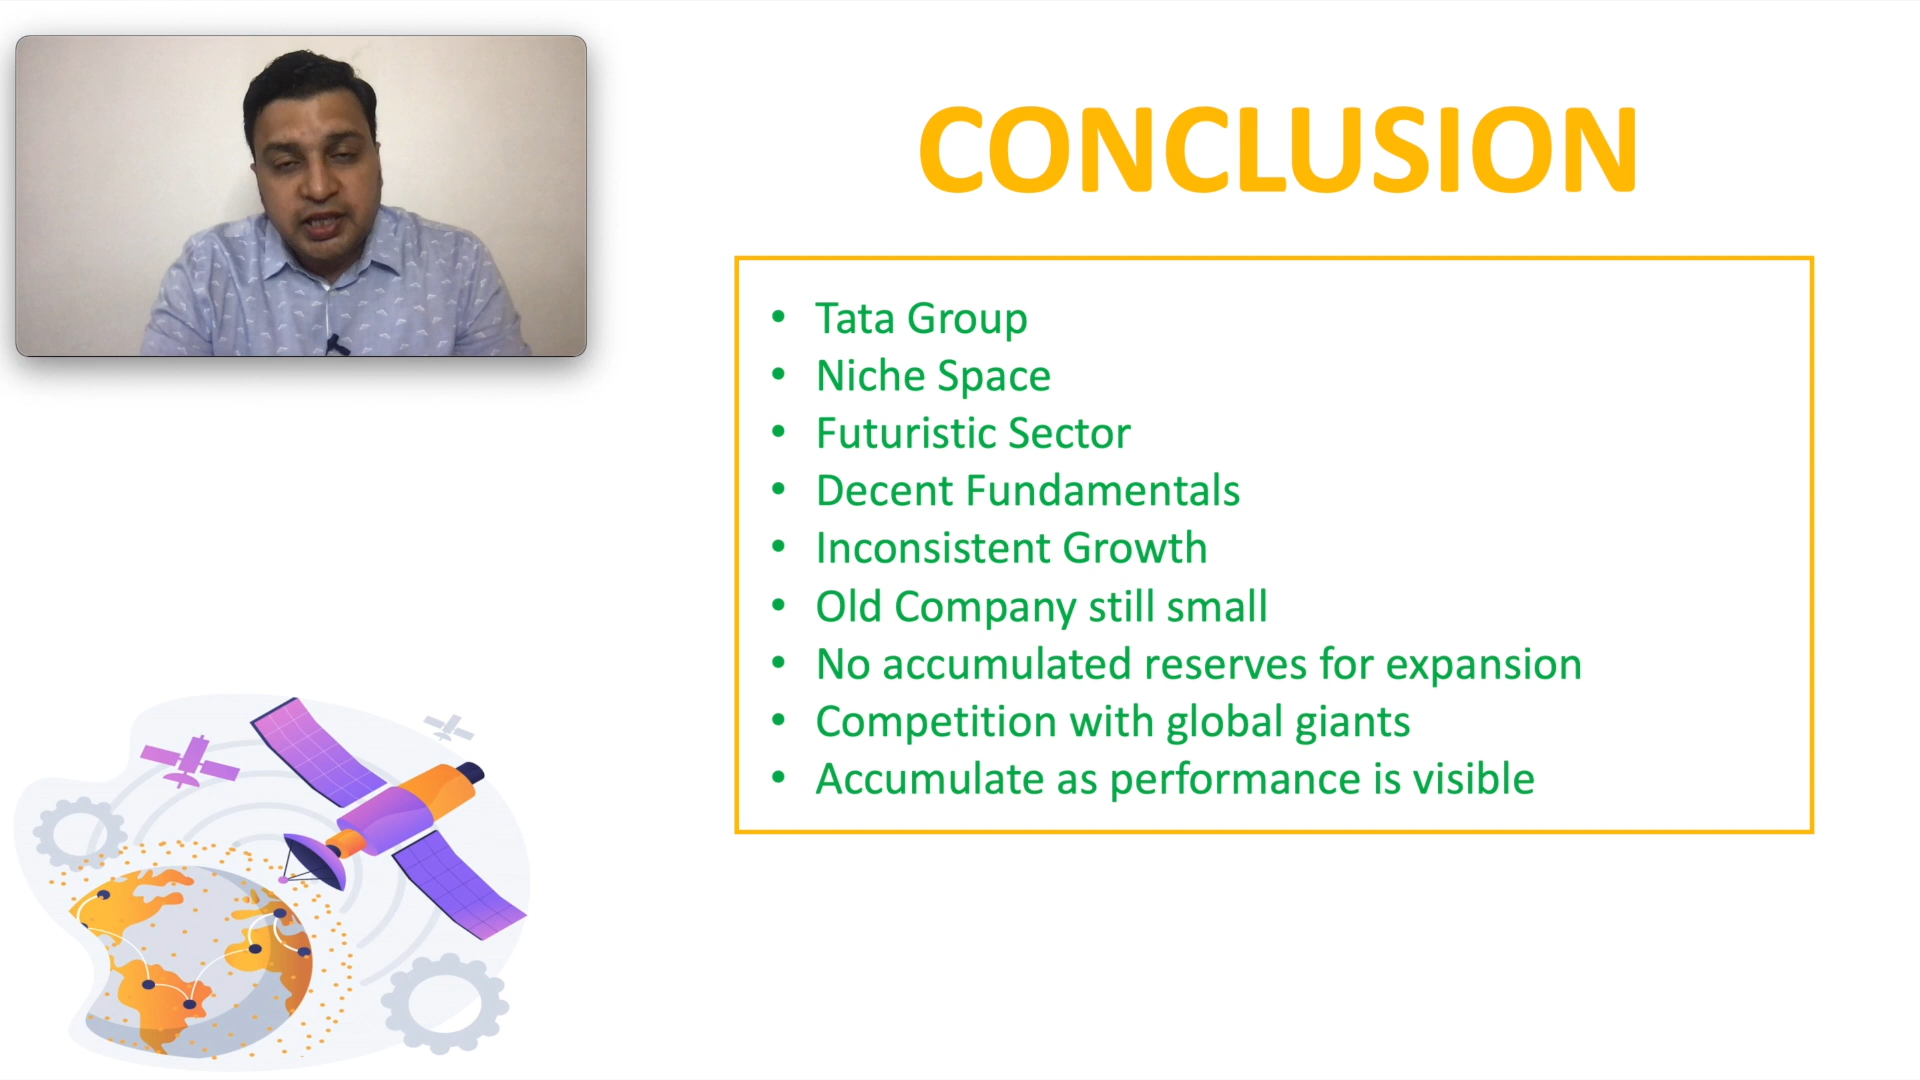 CONCLUSION
• Tata Group
• Niche Space
• Futuristic Sector
• Decent Fundamentals
• Inconsistent Growth
• Old Company still small
• No accumulated reserves for expansion
• Competition with global giants
• Accumulate as performance is visible